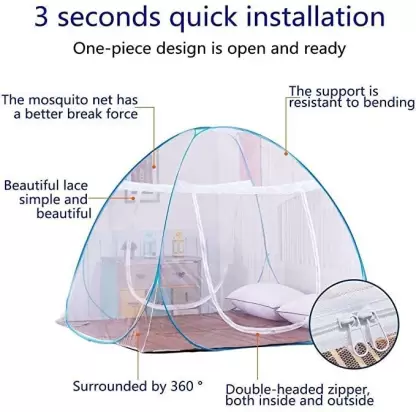 3 seconds quick installation
One-piece design is open and ready
The mosquito net has
a better break force
The support is
resistant to bending
Beautiful lace
simple and
beautiful
Surrounded by 360 °
Double-headed zipper,
both inside and outside